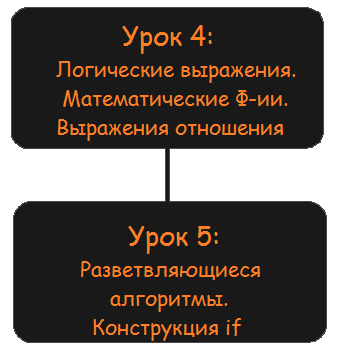 Урок 4:
Логические выражения.
Математические Ф-ии.
Выражения отношения
Урок 5:
Разветвляющиеся
алгоритмы.
Конструкция if